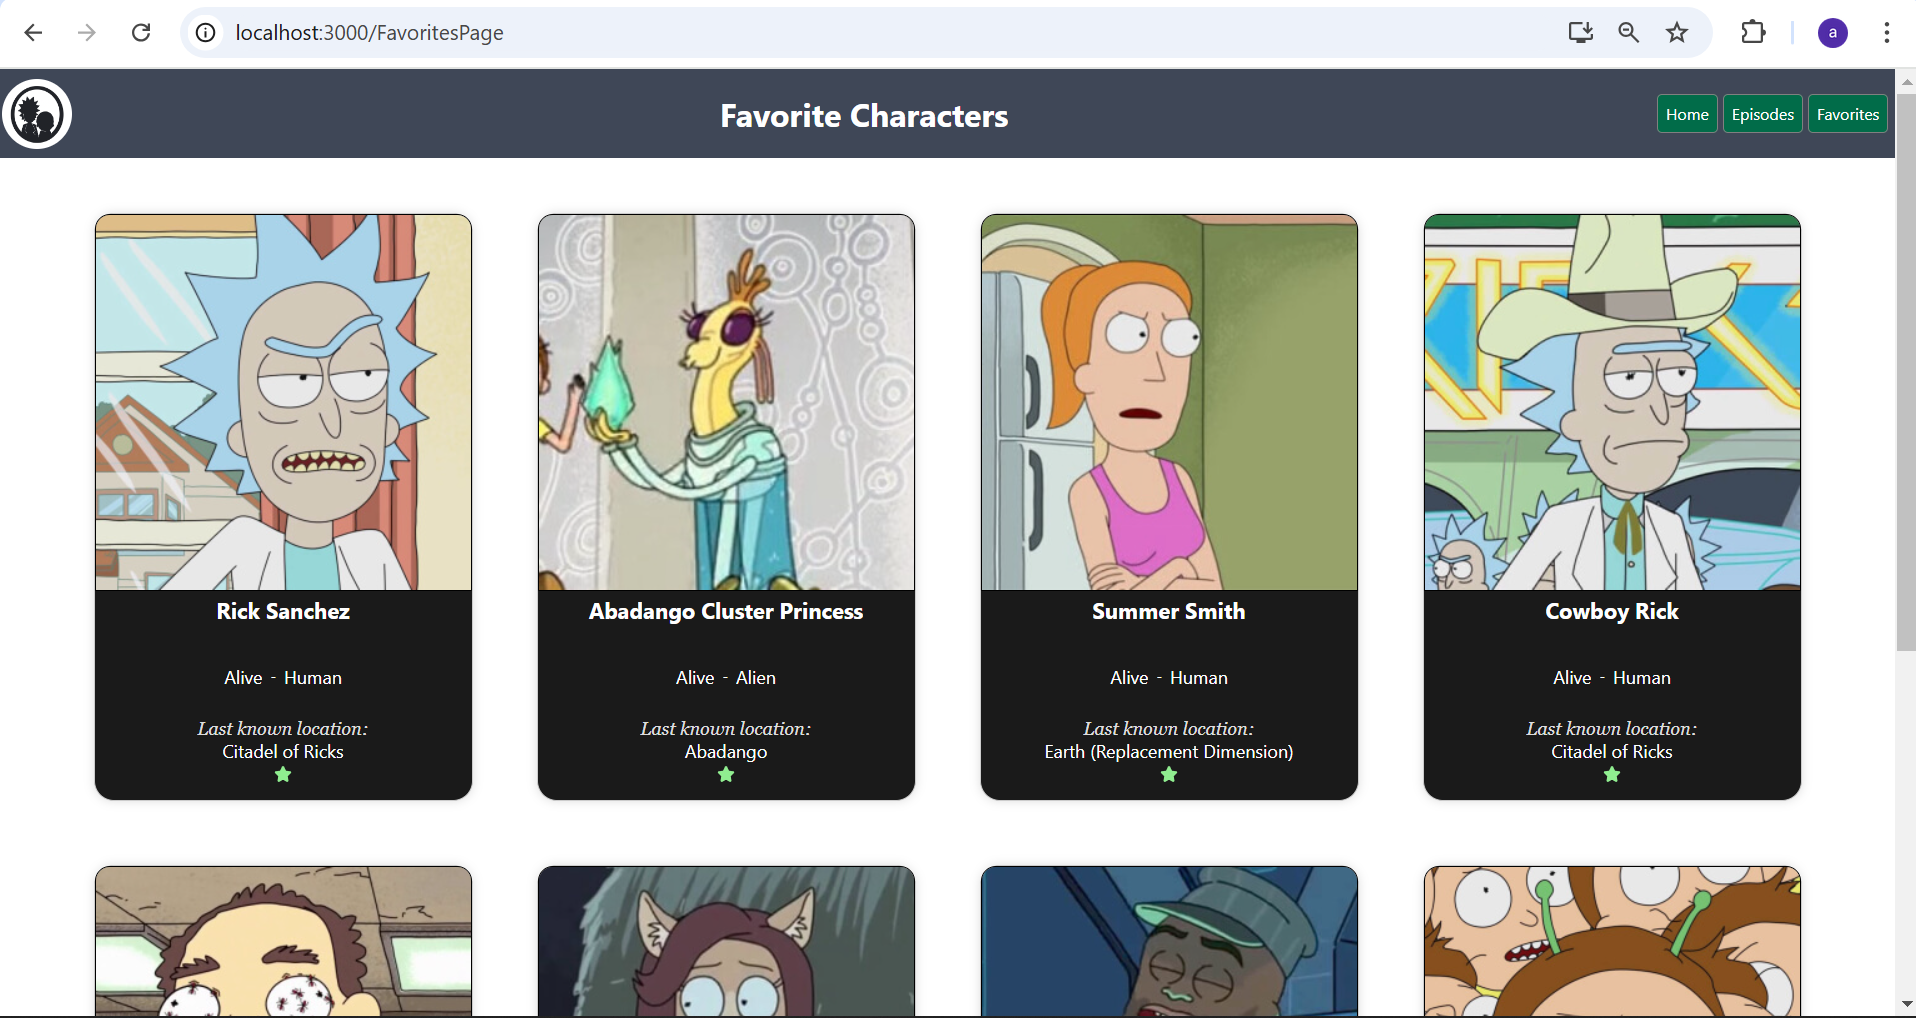 localhost:3000/FavoritesPage
a
Favorite Characters
Home
Episodes
Favorites
Rick Sanchez
Alive - Human
Last known location:
Citadel of Ricks
Abadango Cluster Princess
Alive - Alien
Last known location:
Abadango
Summer Smith
Alive - Human
Last known location:
Earth (Replacement Dimension)
Cowboy Rick
Alive - Human
Last known location:
Citadel of Ricks